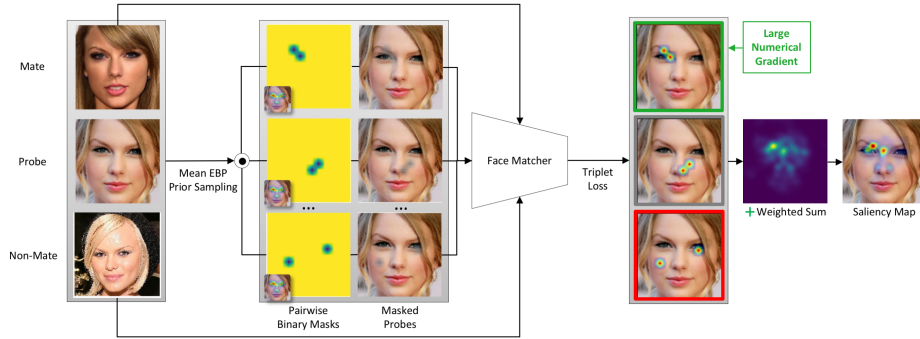 Mate
Probe
Non-Mate
Mean EBP
Prior Sampling
...
...
Pairwise
Binary Masks
Masked
Probes
Face Matcher
Triplet
Loss
Large
Numerical
Gradient
+ Weighted Sum
Saliency Map